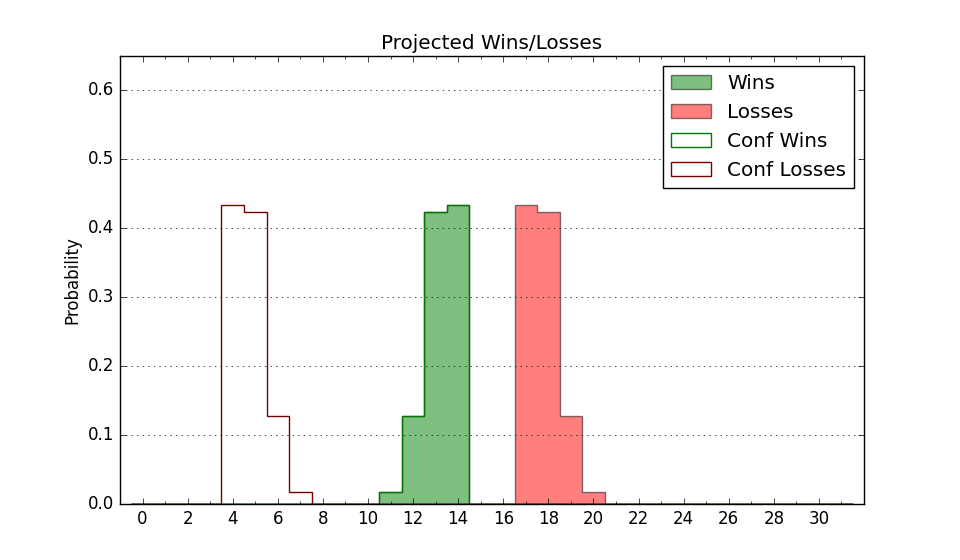 Projected Wins/Losses
Wins
Losses
Conf Wins
Conf Losses
Probability
0.6
0.5
0.4
0.3
0.2
0.1
0.0
0 2 4 6 8 10 12 14 16 18 20 22 24 26 28 30